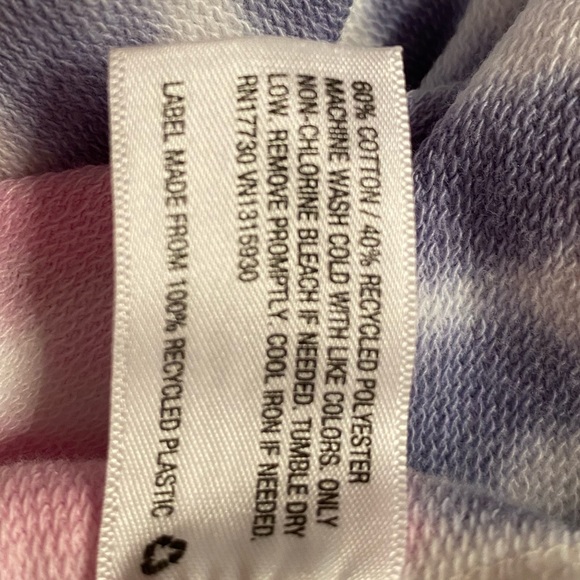 60% COTTON / 40% RECYCLED POLYESTER
MACHINE WASH COLD WITH LIKE COLORS. ONLY
NON-CHLORINE BLEACH IF NEEDED. TUMBLE DRY
LOW. REMOVE PROMPTLY. COOL IRON IF NEEDED.
RN17730 VN1315930
LABEL MADE FROM 100% RECYCLED PLASTIC